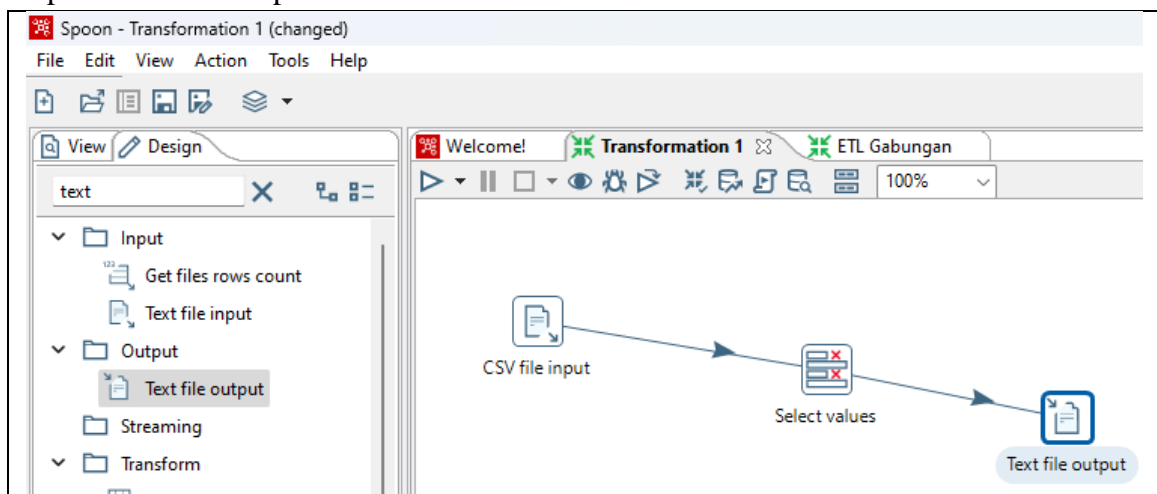 Spoon - Transformation 1 (changed)
File Edit View Action Tools Help
View Design
Welcome! Transformation 1 ETL Gabungan
text
100%
Input
123
Get files rows count
Text file input
Output
Text file output
Streaming
Transform
CSV file input
Select values
Text file output